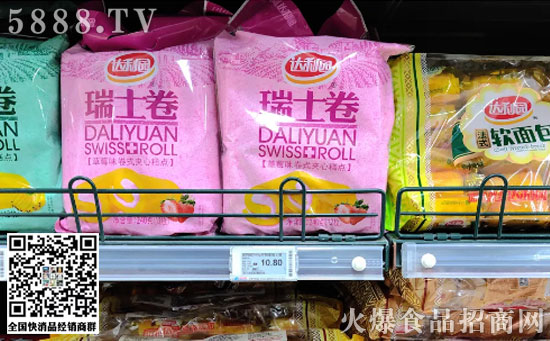 5888.TV
达利园
瑞士卷
DALIYUAN
SWISS ROLL
【草莓味卷式夹心糕点】
达利园
瑞士卷
DALIYUAN
SWISS ROLL
【草莓味卷式夹心糕点】
达利园
法式
软面包
10.80
全国快消品经销商群
火爆食品招商网